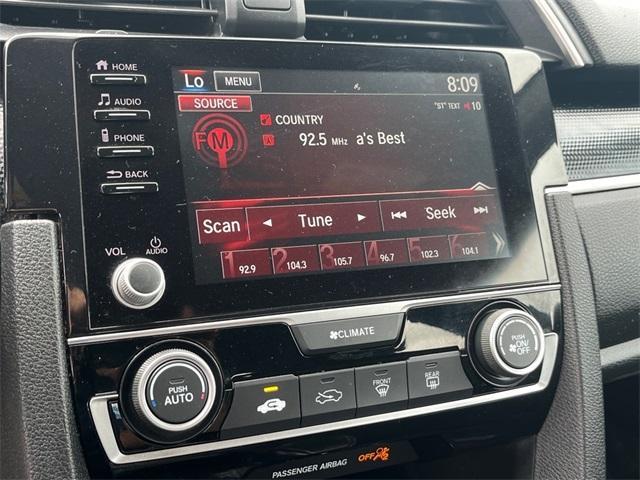 HOME
AUDIO
PHONE
BACK
VOL
AUDIO
Lo MENU 8:09
SOURCE "ST" TEXT 10
FM COUNTRY
92.5 MHz a's Best
Scan Tune Seek
1 92.9 2 104.3 3 105.7 4 96.7 5 102.3 6 104.1
CLIMATE
PUSH AUTO
FRONT
REAR
PUSH ON/OFF
PASSENGER AIRBAG OFF